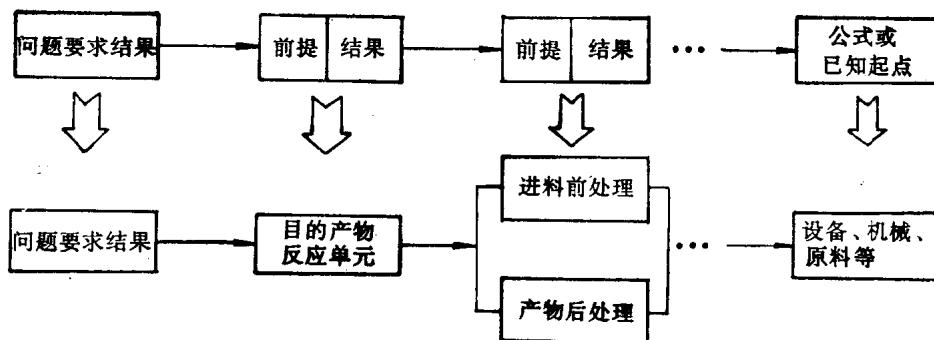 问题要求结果
前提 结果
前提 结果
公式或
已知起点
进料前处理
问题要求结果
目的产物
反应单元
设备、机械、
原料等
产物后处理